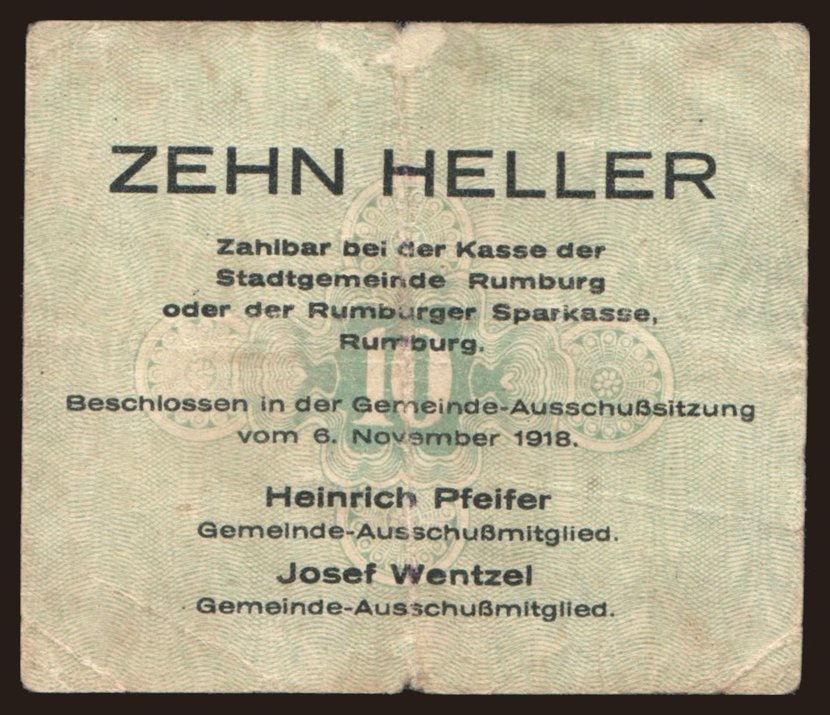 ZEHN HELLER
Zahlbar bei der Kasse der
Stadtgemeinde Rumburg
oder der Rumburger Sparkasse,
Rumburg.
10
Beschlossen in der Gemeinde-Ausschußsitzung
vom 6. November 1918.
Heinrich Pfeifer
Gemeinde-Ausschußmitglied.
Josef Wentzel
Gemeinde-Ausschußmitglied.